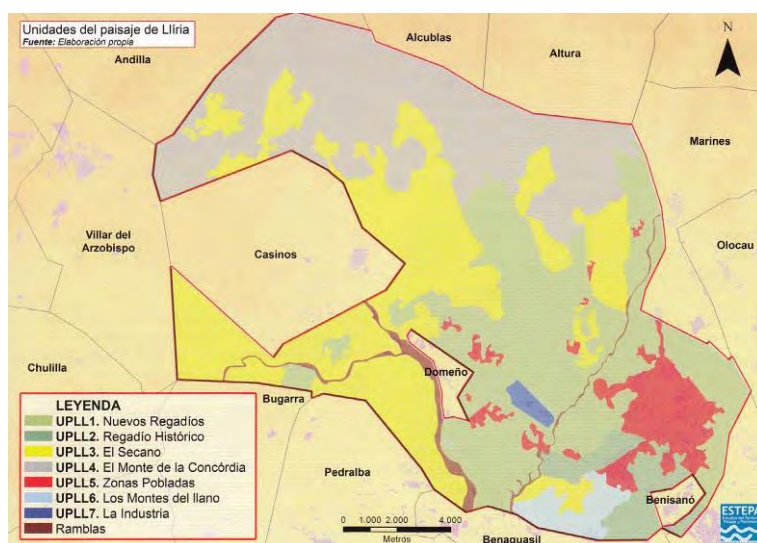 Unidades del paisaje de Llíria
Fuente: Elaboración propia
Alcublas
Altura
N
Andilla
Marines
Villar del
Arzobispo
Casinos
Olocau
Chulilla
Domeño
Bugarra
LEYENDA
UPLL1. Nuevos Regadíos
UPLL2. Regadío Histórico
UPLL3. El Secano
UPLL4. El Monte de la Concórdia
UPLL5. Zonas Pobladas
UPLL6. Los Montes del llano
UPLL7. La Industria
Ramblas
Pedralba
Benisanó
0 1.000 2.000 4.000
Metros
Benaguasil
ESTEPA